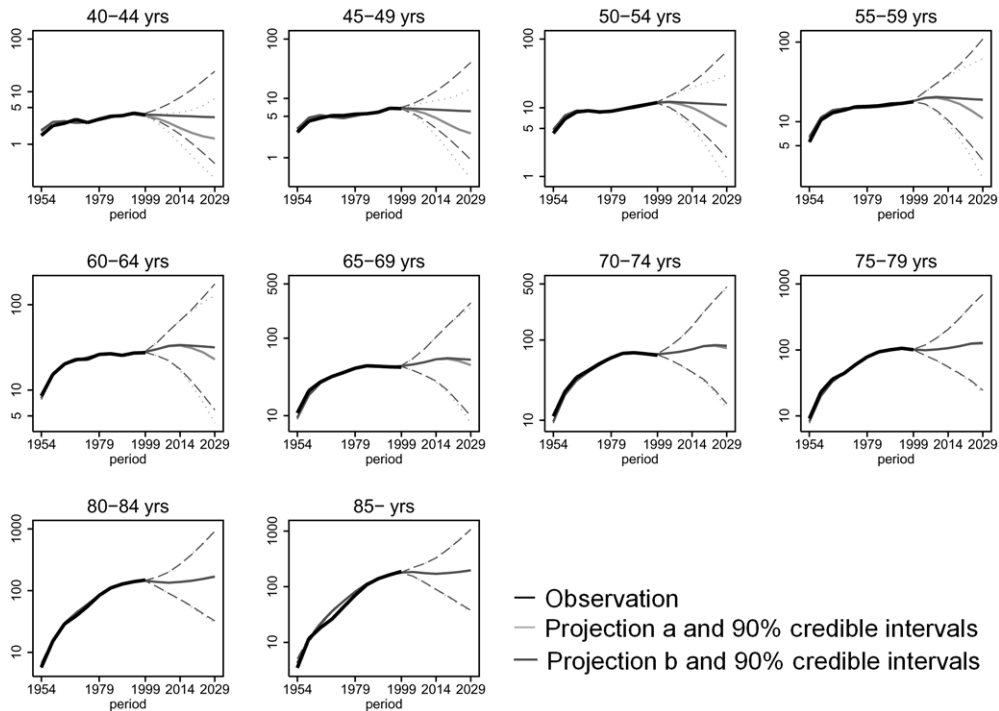 40−44 yrs
100
5
1
1954 1979 1999 2014 2029
period
45−49 yrs
100
10
5
1
1954 1979 1999 2014 2029
period
50−54 yrs
100
10
5
1
1954 1979 1999 2014 2029
period
55−59 yrs
100
10
5
1954 1979 1999 2014 2029
period
60−64 yrs
100
10
5
1954 1979 1999 2014 2029
period
65−69 yrs
500
100
10
1954 1979 1999 2014 2029
period
70−74 yrs
500
100
10
1954 1979 1999 2014 2029
period
75−79 yrs
1000
100
10
1954 1979 1999 2014 2029
period
80−84 yrs
1000
100
10
1954 1979 1999 2014 2029
period
85− yrs
1000
100
10
1954 1979 1999 2014 2029
period
Observation
Projection a and 90% credible intervals
Projection b and 90% credible intervals